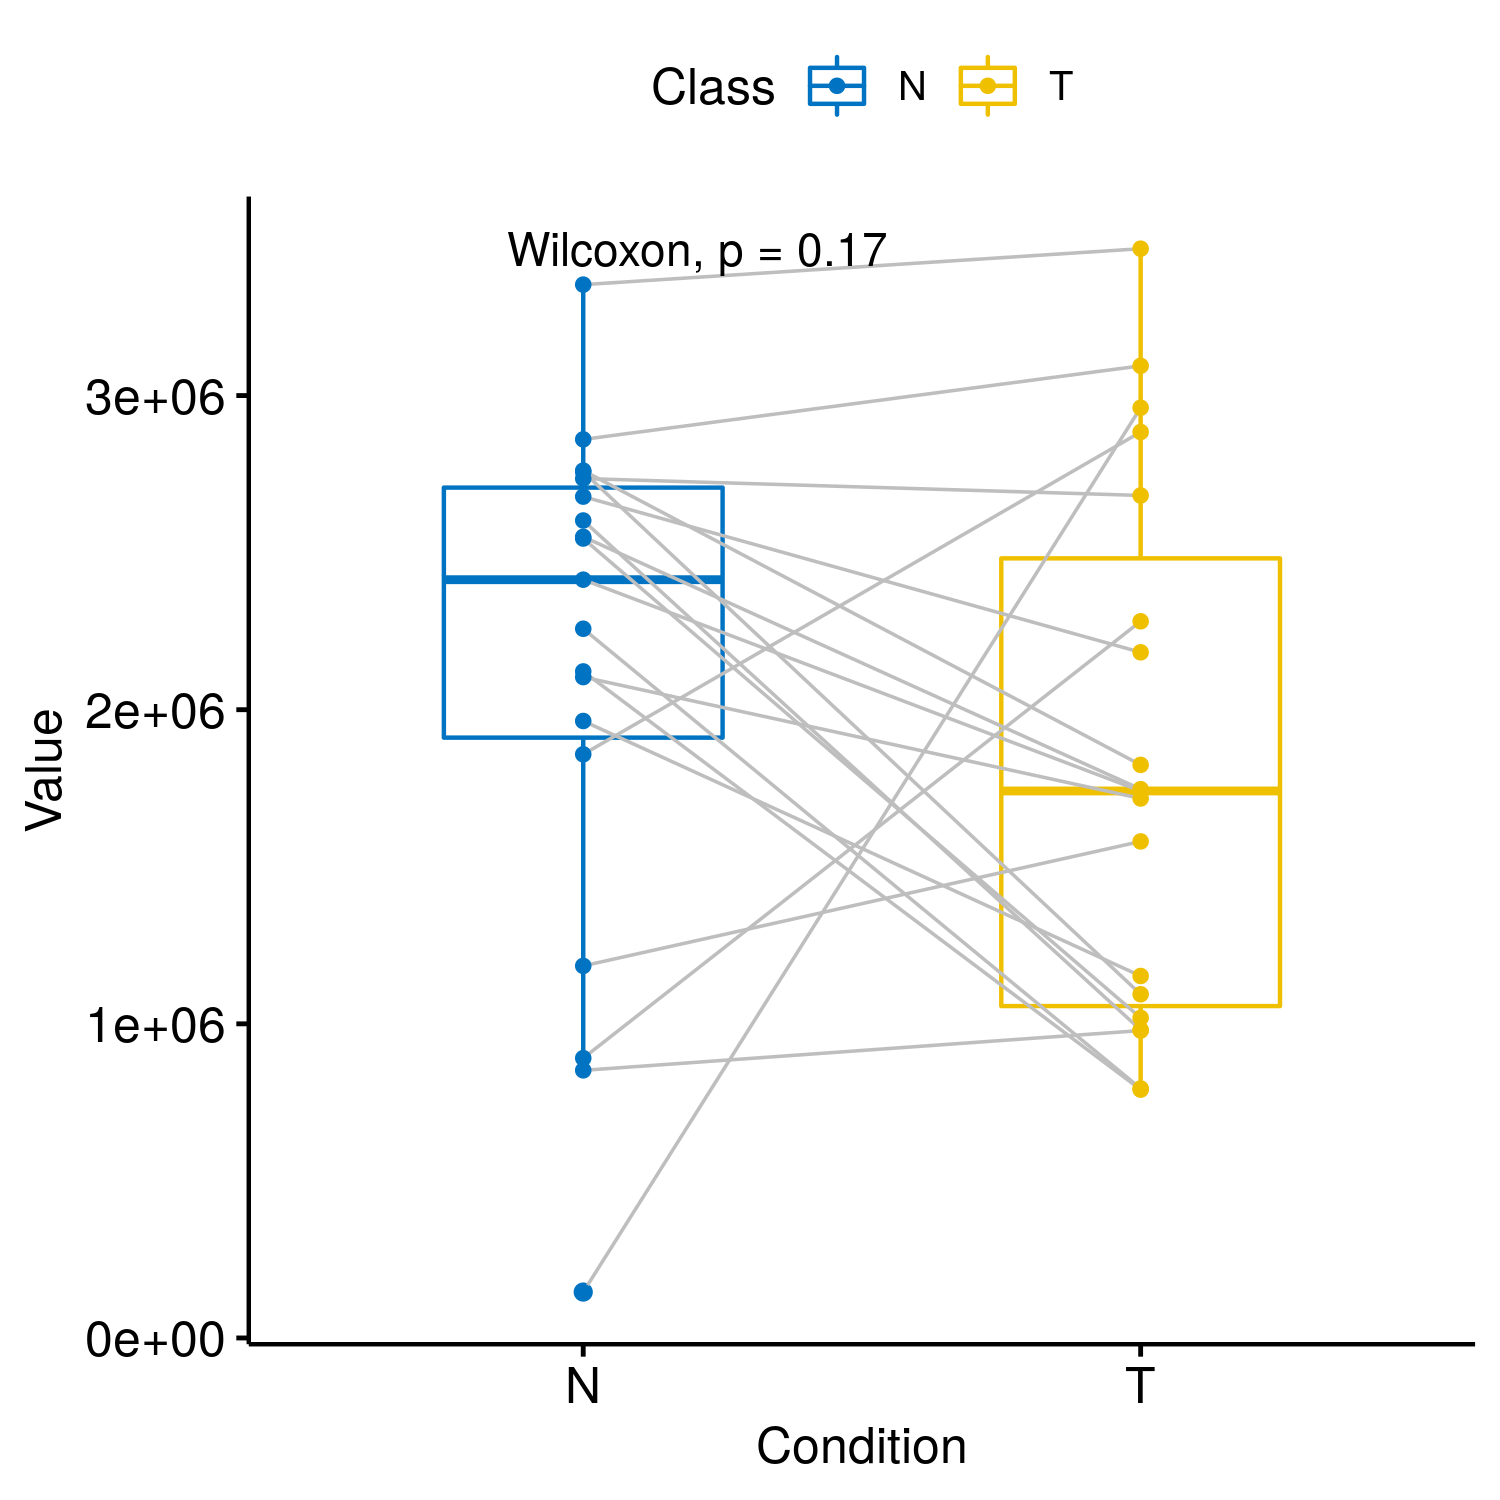 Class N T
Wilcoxon, p = 0.17
3e+06
2e+06
1e+06
0e+00
Value
N T
Condition